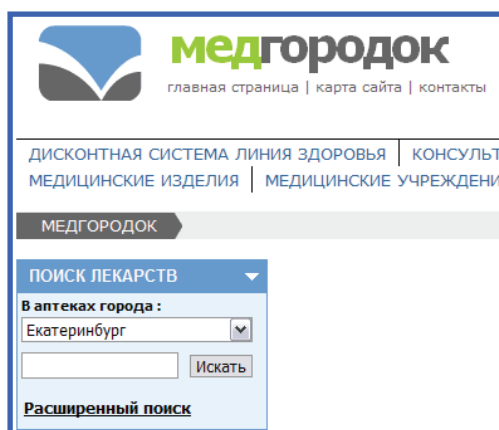 медгородок
главная страница | карта сайта | контакты
ДИСКОНТНАЯ СИСТЕМА ЛИНИЯ ЗДОРОВЬЯ | КОНСУЛЬТ
МЕДИЦИНСКИЕ ИЗДЕЛИЯ | МЕДИЦИНСКИЕ УЧРЕЖДЕНИ
МЕДГОРОДОК
ПОИСК ЛЕКАРСТВ
В аптеках города :
Екатеринбург
Искать
Расширенный поиск